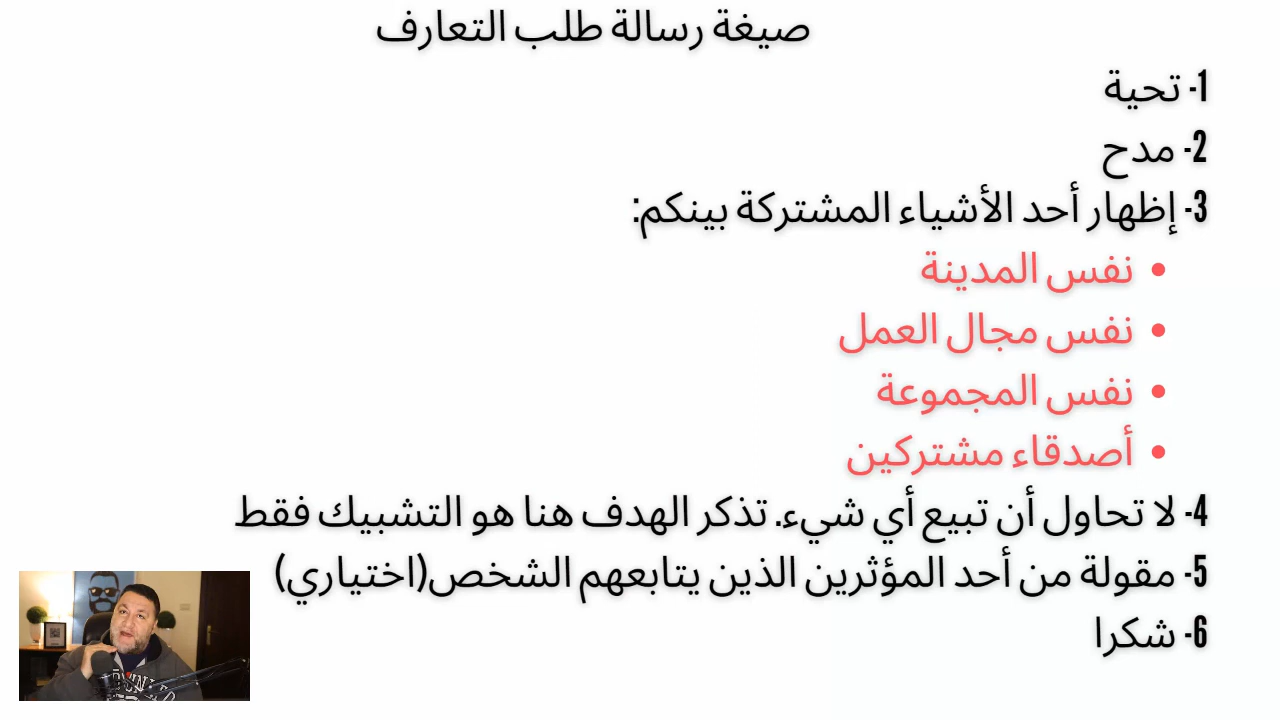 صيغة رسالة طلب التعارف
1- تحية
2- مدح
3- إظهار أحد الأشياء المشتركة بينكم:
• نفس المدينة
• نفس مجال العمل
• نفس المجموعة
• أصدقاء مشتركين
4- لا تحاول أن تبيع أي شيء. تذكر الهدف هنا هو التشبيك فقط
5- مقولة من أحد المؤثرين الذين يتابعهم الشخص(اختياري)
6- شكرا